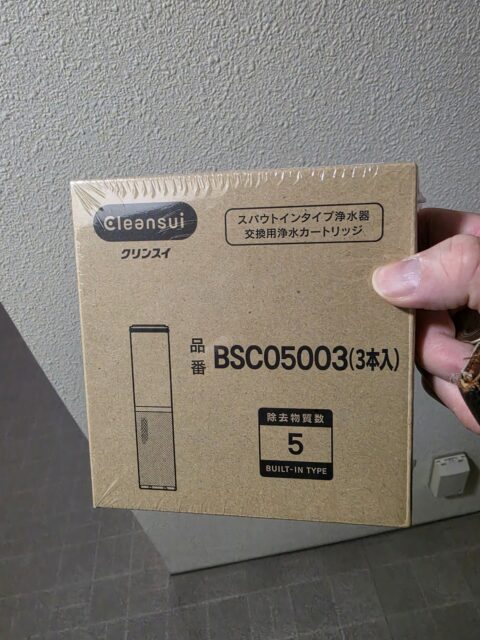 Cleansui
クリンスイ
スパウトインタイプ浄水器
交換用浄水カートリッジ
品番 BSC05003(3本入)
除去物質数
5
BUILT-IN TYPE